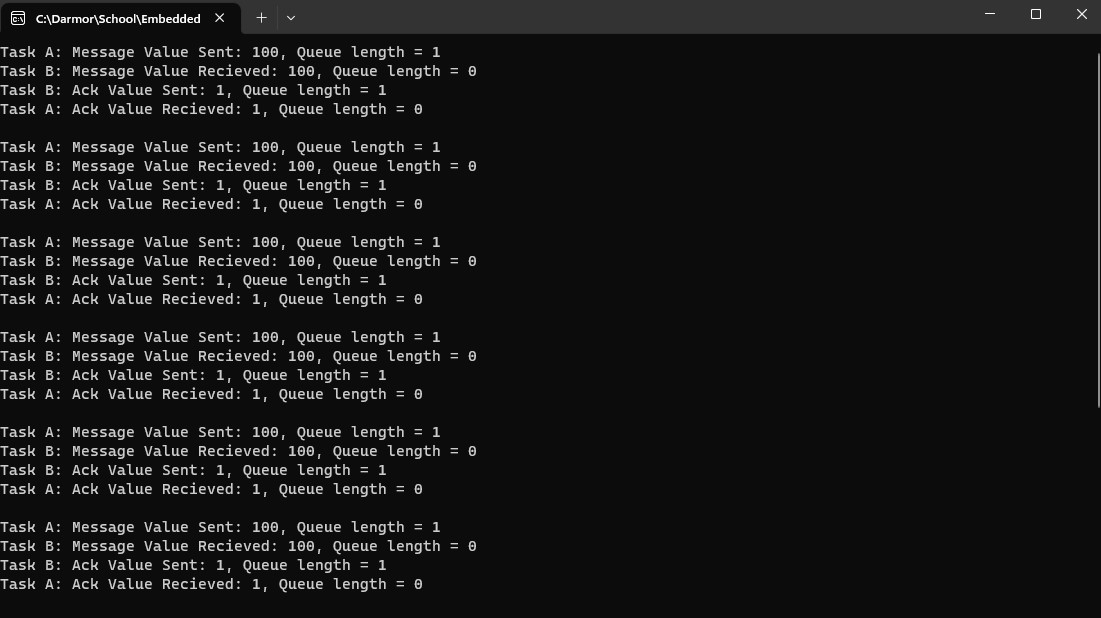 C:\Darmor\School\Embedded
Task A: Message Value Sent: 100, Queue length = 1
Task B: Message Value Recieved: 100, Queue length = 0
Task B: Ack Value Sent: 1, Queue length = 1
Task A: Ack Value Recieved: 1, Queue length = 0

Task A: Message Value Sent: 100, Queue length = 1
Task B: Message Value Recieved: 100, Queue length = 0
Task B: Ack Value Sent: 1, Queue length = 1
Task A: Ack Value Recieved: 1, Queue length = 0

Task A: Message Value Sent: 100, Queue length = 1
Task B: Message Value Recieved: 100, Queue length = 0
Task B: Ack Value Sent: 1, Queue length = 1
Task A: Ack Value Recieved: 1, Queue length = 0

Task A: Message Value Sent: 100, Queue length = 1
Task B: Message Value Recieved: 100, Queue length = 0
Task B: Ack Value Sent: 1, Queue length = 1
Task A: Ack Value Recieved: 1, Queue length = 0

Task A: Message Value Sent: 100, Queue length = 1
Task B: Message Value Recieved: 100, Queue length = 0
Task B: Ack Value Sent: 1, Queue length = 1
Task A: Ack Value Recieved: 1, Queue length = 0

Task A: Message Value Sent: 100, Queue length = 1
Task B: Message Value Recieved: 100, Queue length = 0
Task B: Ack Value Sent: 1, Queue length = 1
Task A: Ack Value Recieved: 1, Queue length = 0